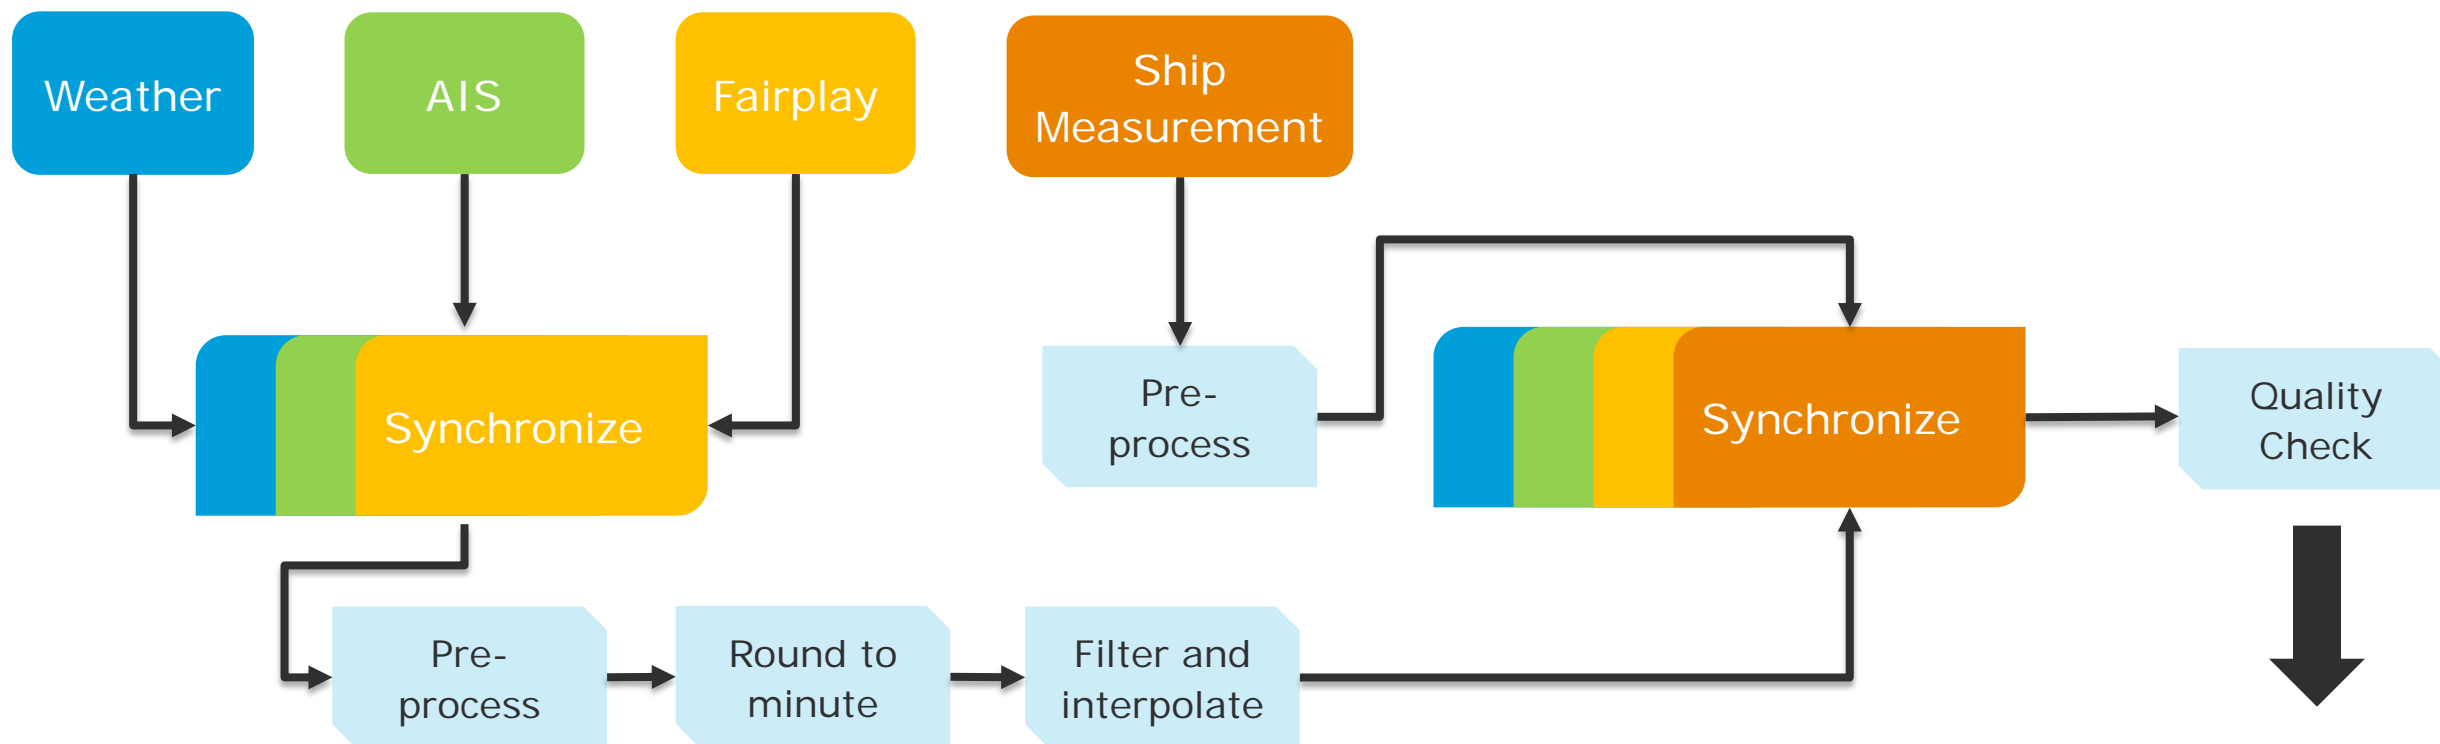 Weather
AIS
Fairplay
Ship
Measurement
Synchronize
Pre-
process
Synchronize
Quality
Check
Pre-
process
Round to
minute
Filter and
interpolate